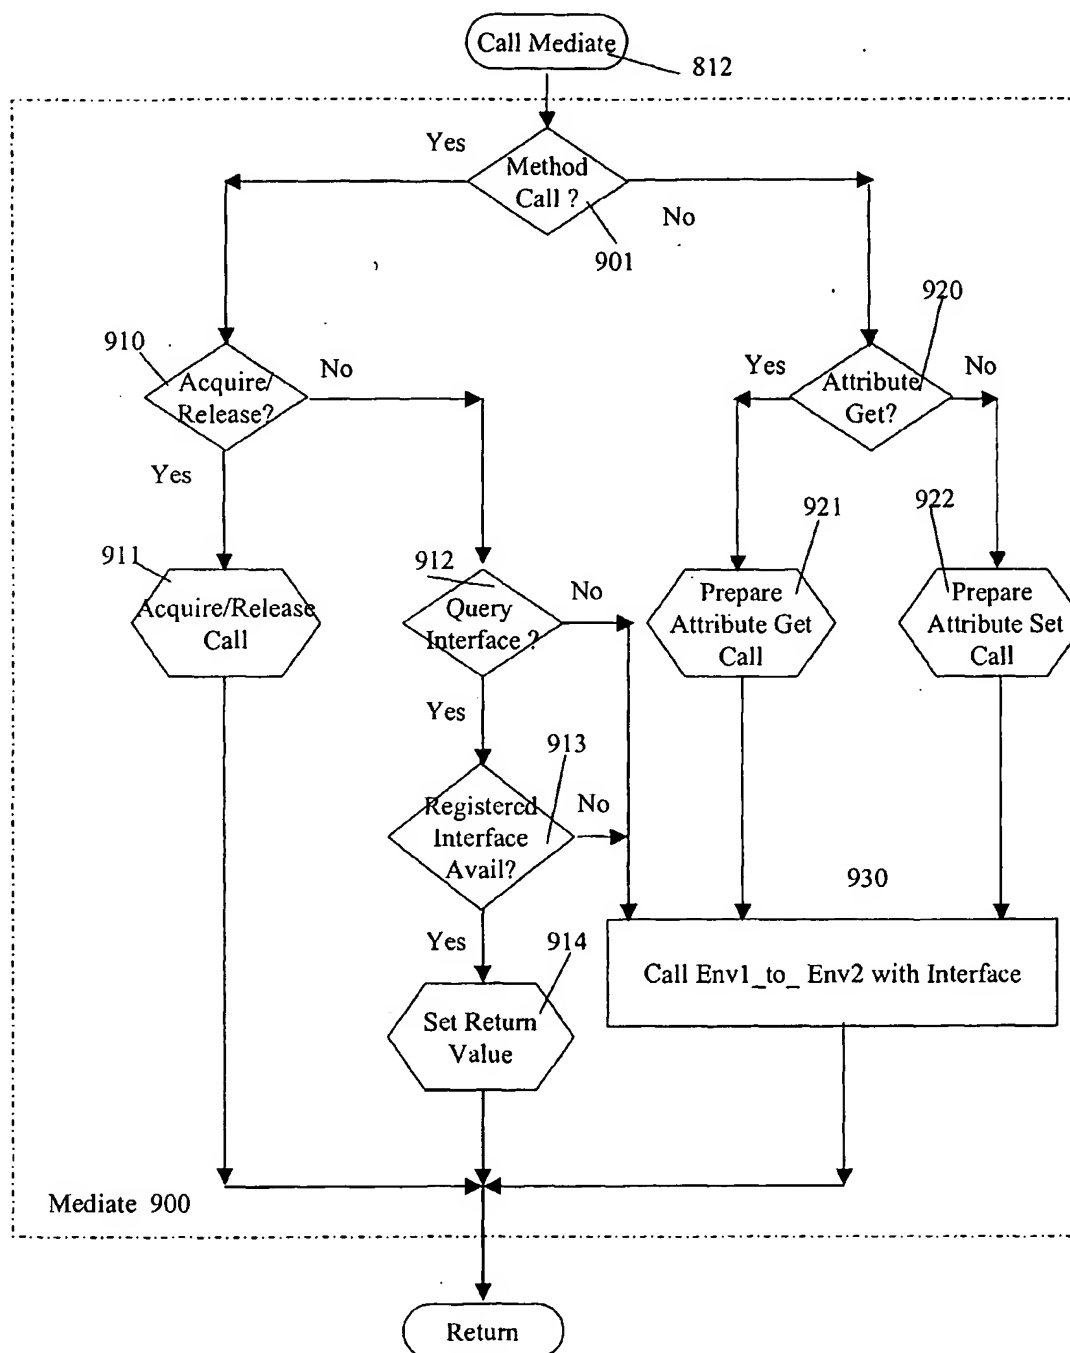 Call Mediate
812
Yes
Method
Call ?
No
901
920
910
Acquire/
Release?
No
Yes
Attribute
Get?
No
Yes
911
912
921
922
Acquire/Release
Call
Query
Interface ?
No
Prepare
Attribute Get
Call
Prepare
Attribute Set
Call
Yes
913
Registered
Interface
Avail?
No
930
Yes
914
Call Env1_to_ Env2 with Interface
Set Return
Value
Mediate 900
Return